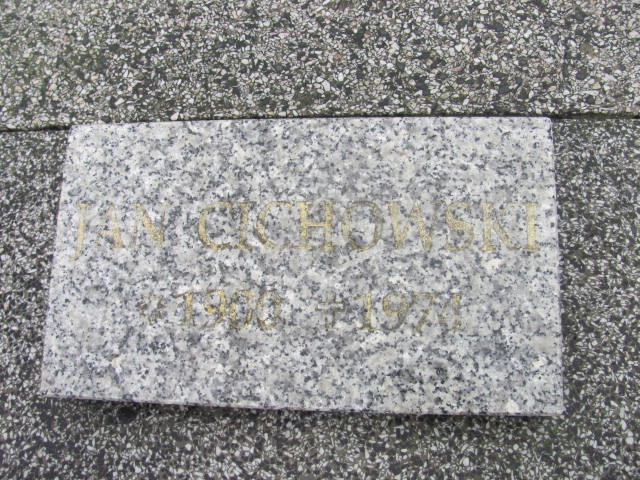 JAN CICHOWSKI
* 1900 + 1974